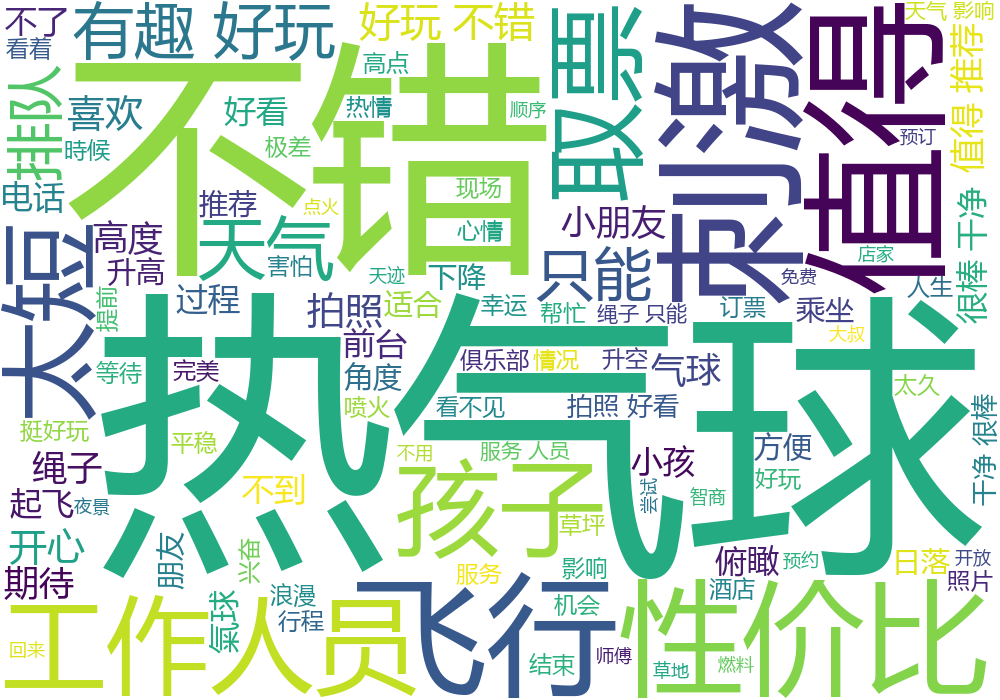 不了
有趣 好玩
好玩 不错
取票
刺激
值得
天气 影响
看着
不错
高点
推荐
值得 推荐
排队
喜欢
好看
热情
顺序
時候
极差
预订
电话
推荐
点火
现场
小朋友
干净
很棒 干净
太短
高度
天气
心情
店家
升高
害怕
天迹
下降
只能
免费
人生
提前
过程
拍照
适合
幸运
帮忙
绳子 只能
订票
乘坐
大叔
热气球
前台
等待
完美
角度
俱乐部
情况
升空
气球
太久
喷火
看不见
拍照 好看
挺好玩
平稳
不用
服务 人员
方便
干净 很棒
绳子
不到
孩子
小孩
好玩
起飞
夜景
尝试
智商
草坪
开心
朋友
兴奋
影响
俯瞰
预约
日落
开放
期待
服务
照片
工作人员
氣球
浪漫
行程
飞行
机会
性价比
酒店
回来
结束
师傅
草地
燃料